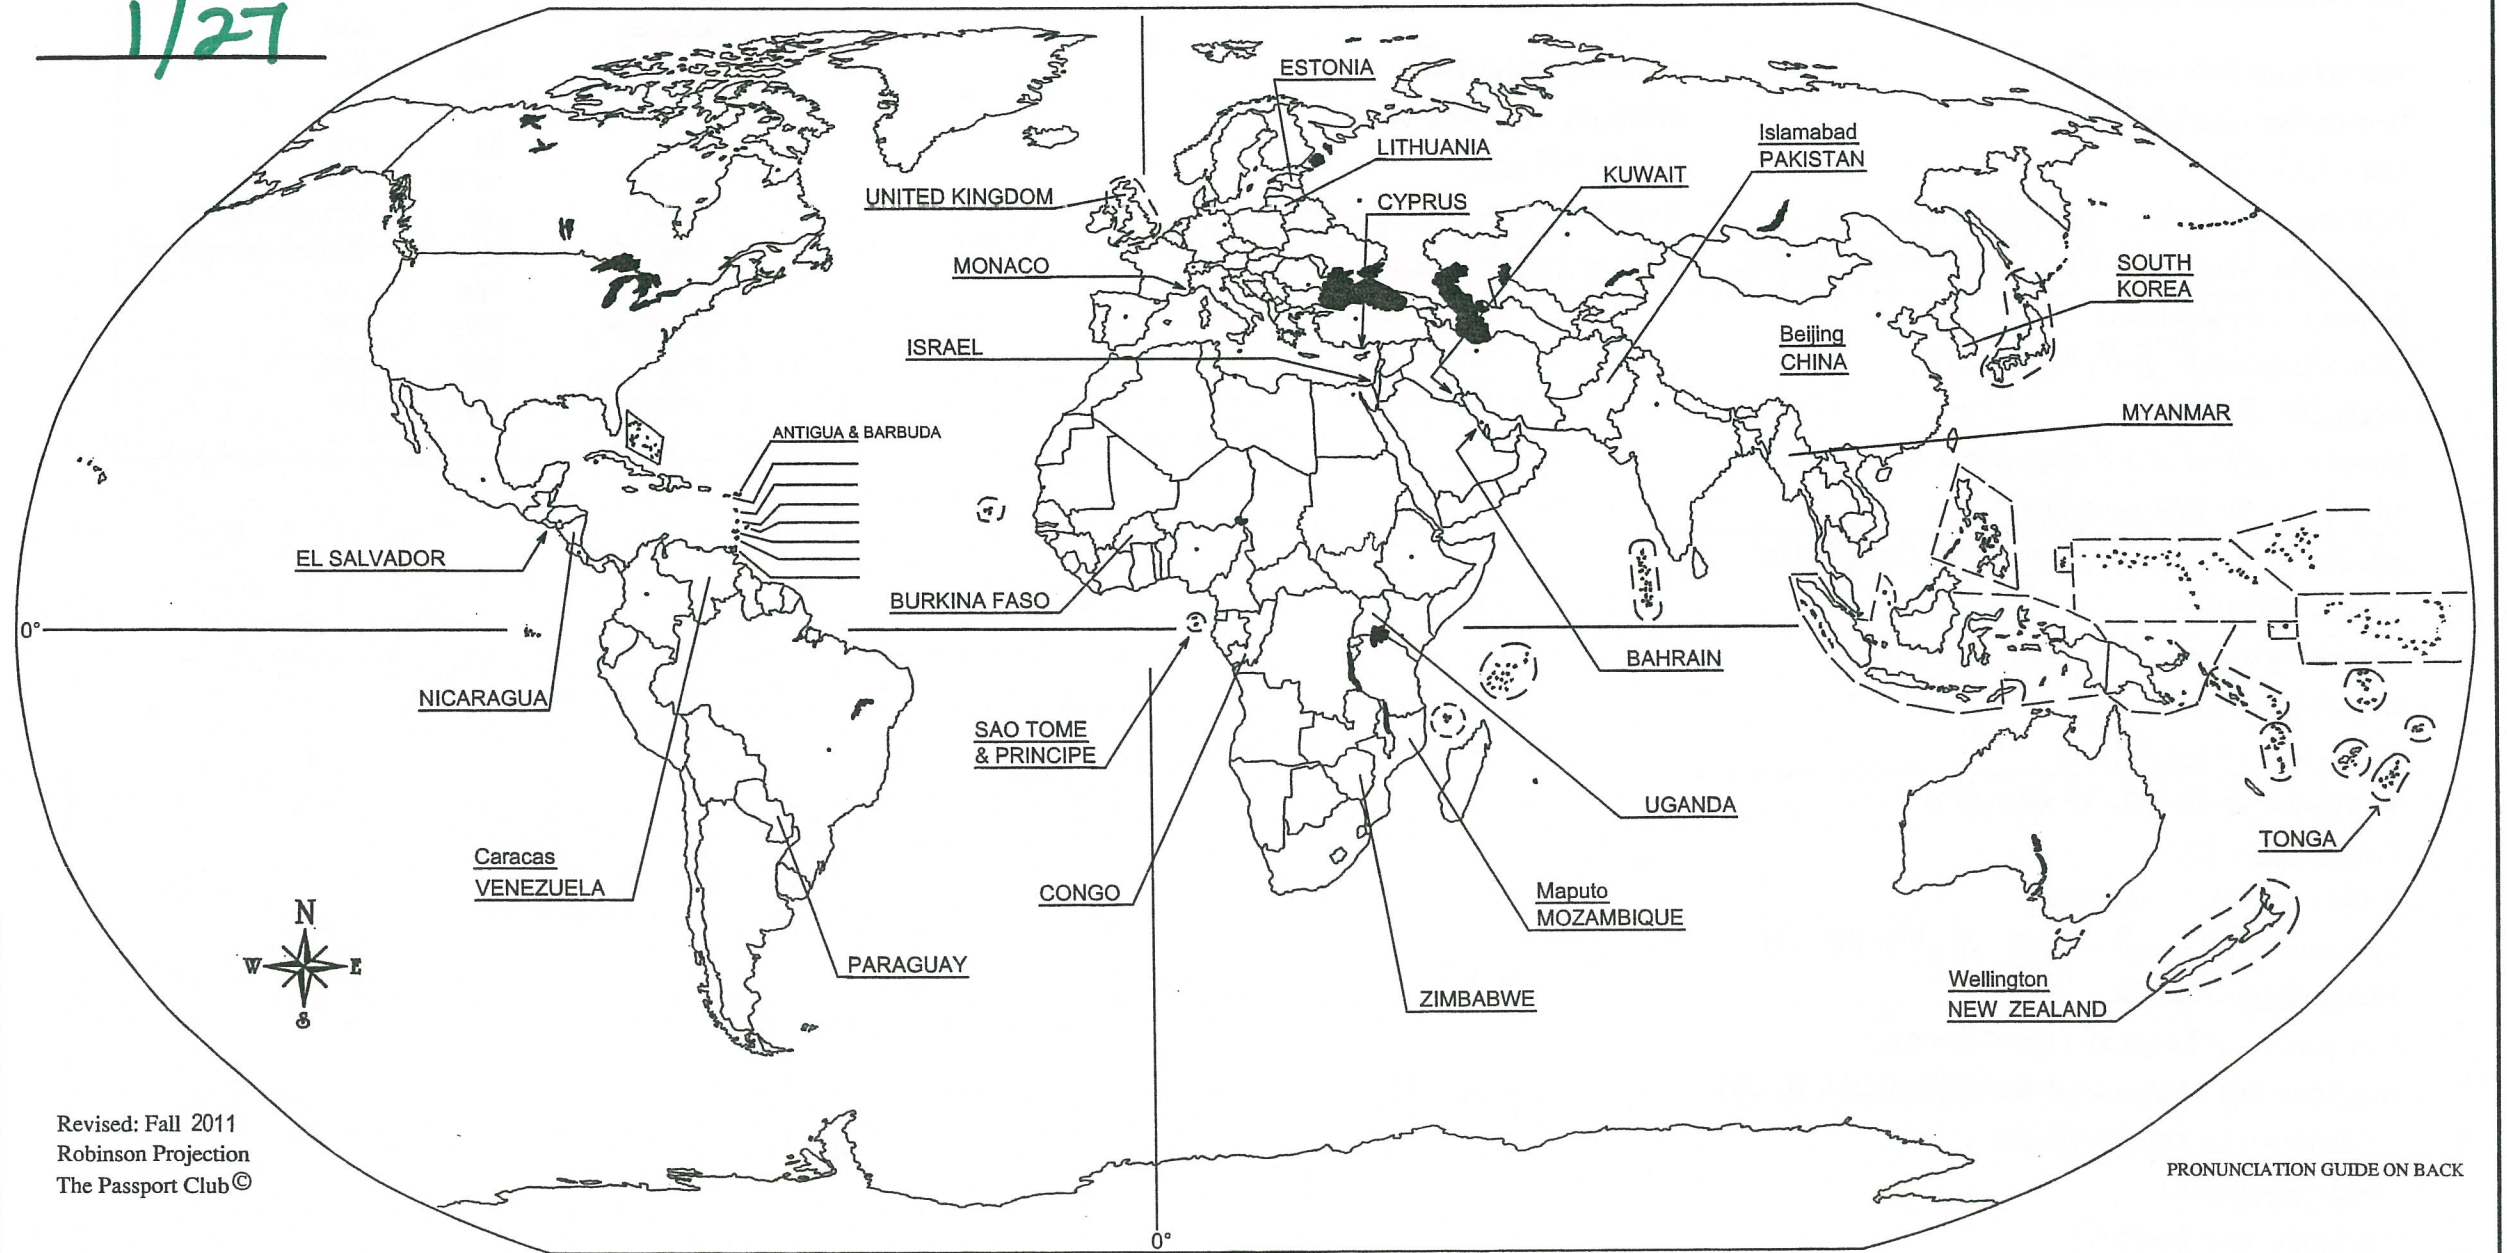 1/27
ESTONIA
LITHUANIA
Islamabad
PAKISTAN
KUWAIT
UNITED KINGDOM
CYPRUS
MONACO
SOUTH
KOREA
ISRAEL
Beijing
CHINA
MYANMAR
ANTIGUA & BARBUDA
EL SALVADOR
BURKINA FASO
0°
BAHRAIN
NICARAGUA
SAO TOME
& PRINCIPE
UGANDA
TONGA
Caracas
VENEZUELA
CONGO
Maputo
MOZAMBIQUE
N
W E
S
PARAGUAY
ZIMBABWE
Wellington
NEW ZEALAND
Revised: Fall 2011
Robinson Projection
The Passport Club©
PRONUNCIATION GUIDE ON BACK
0°